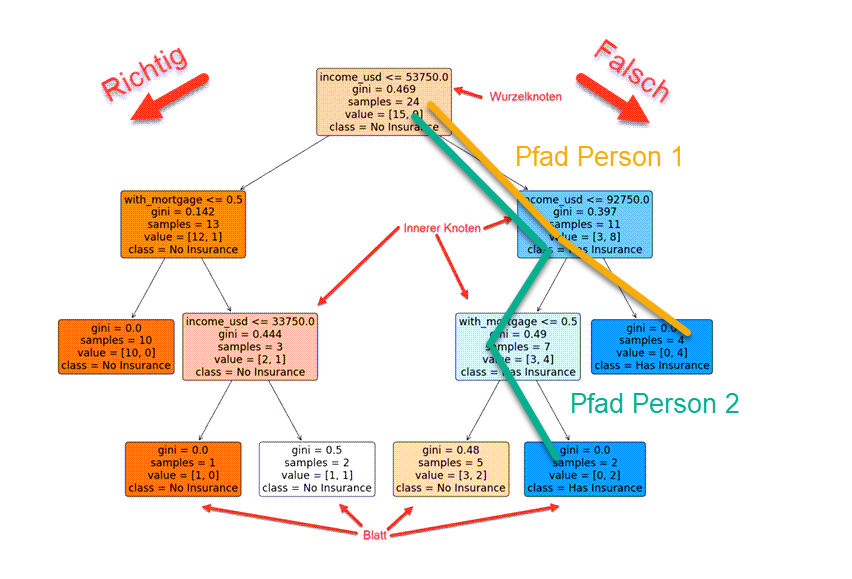 Richtig
Falsch
income_usd <= 53750.0
gini = 0.469
samples = 24
value = [15, 9]
class = No Insurance
Wurzelknoten
Pfad Person 1
with_mortgage <= 0.5
gini = 0.142
samples = 13
value = [12, 1]
class = No Insurance
income_usd <= 92750.0
gini = 0.397
samples = 11
value = [3, 8]
class = Has Insurance
Innerer Knoten
gini = 0.0
samples = 10
value = [10, 0]
class = No Insurance
income_usd <= 33750.0
gini = 0.444
samples = 3
value = [2, 1]
class = No Insurance
with_mortgage <= 0.5
gini = 0.49
samples = 7
value = [3, 4]
class = Has Insurance
gini = 0.0
samples = 4
value = [0, 4]
class = Has Insurance
Pfad Person 2
gini = 0.0
samples = 1
value = [1, 0]
class = No Insurance
gini = 0.5
samples = 2
value = [1, 1]
class = No Insurance
gini = 0.48
samples = 5
value = [3, 2]
class = No Insurance
gini = 0.0
samples = 2
value = [0, 2]
class = Has Insurance
Blatt